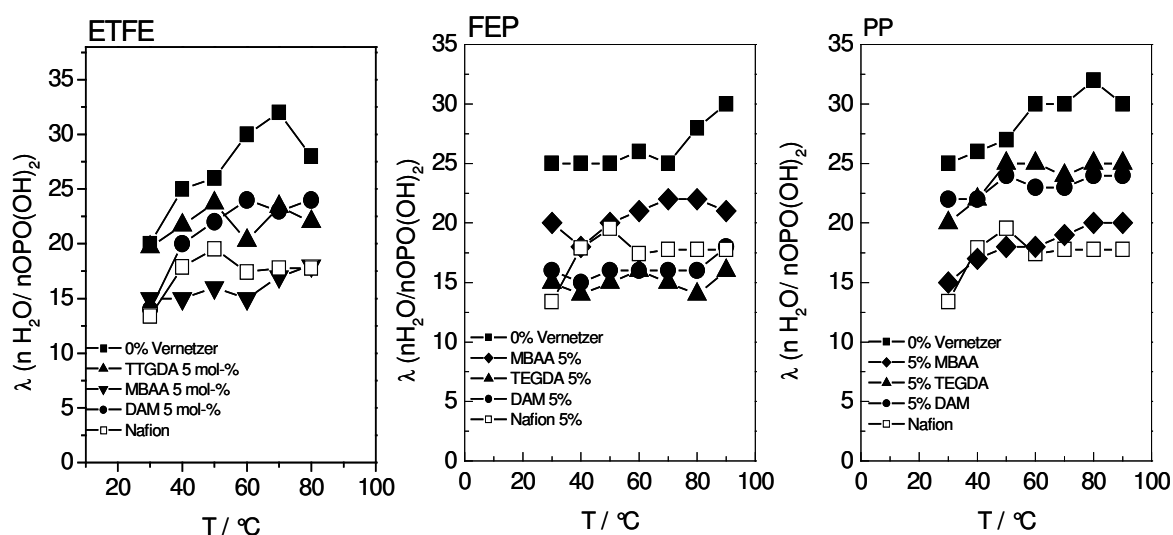 ETFE
35
30
25
20
15
10
5
0
20 40 60 80 100
λ (n H2O/ nOPO(OH)2)
T / °C
0% Vernetzer
TTGDA 5 mol-%
MBAA 5 mol-%
DAM 5 mol-%
Nafion
FEP
35
30
25
20
15
10
5
0
0 20 40 60 80 100
λ (nH2O/nOPO(OH)2)
T / °C
0% Vernetzer
MBAA 5%
TEGDA 5%
DAM 5%
Nafion 5%
PP
35
30
25
20
15
10
5
0
0 20 40 60 80 100
λ (n H2O/ nOPO(OH)2)
T / °C
0% Vernetzer
5% MBAA
5% TEGDA
5% DAM
Nafion